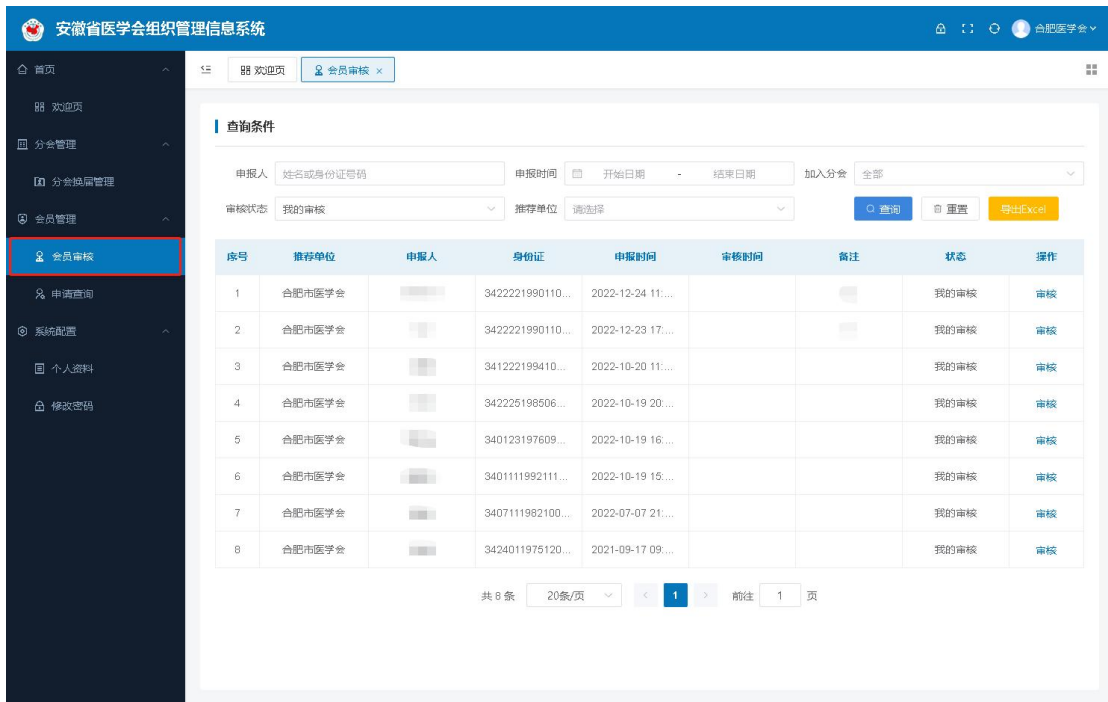 安徽省医学会组织管理信息系统
合肥医学会
首页
欢迎页
分会管理
分会换届管理
会员管理
会员审核
申请查询
系统配置
个人资料
修改密码
欢迎页 会员审核 ×
查询条件
申报人 姓名或身份证号码 申报时间 开始日期 - 结束日期 加入分会 全部
审核状态 我的审核 推荐单位 请选择 查询 重置 导出Excel
序号 推荐单位 申报人 身份证 申报时间 审核时间 备注 状态 操作
1 合肥市医学会 3422221990110... 2022-12-24 11:... 我的审核 审核
2 合肥市医学会 3422221990110... 2022-12-23 17:... 我的审核 审核
3 合肥市医学会 341222199410... 2022-10-20 11:... 我的审核 审核
4 合肥市医学会 342225198506... 2022-10-19 20:... 我的审核 审核
5 合肥市医学会 340123197609... 2022-10-19 16:... 我的审核 审核
6 合肥市医学会 3401111992111... 2022-10-19 15:... 我的审核 审核
7 合肥市医学会 3407111982100... 2022-07-07 21:... 我的审核 审核
8 合肥市医学会 3424011975120... 2021-09-17 09:... 我的审核 审核
共 8 条 20条/页 < 1 > 前往 1 页